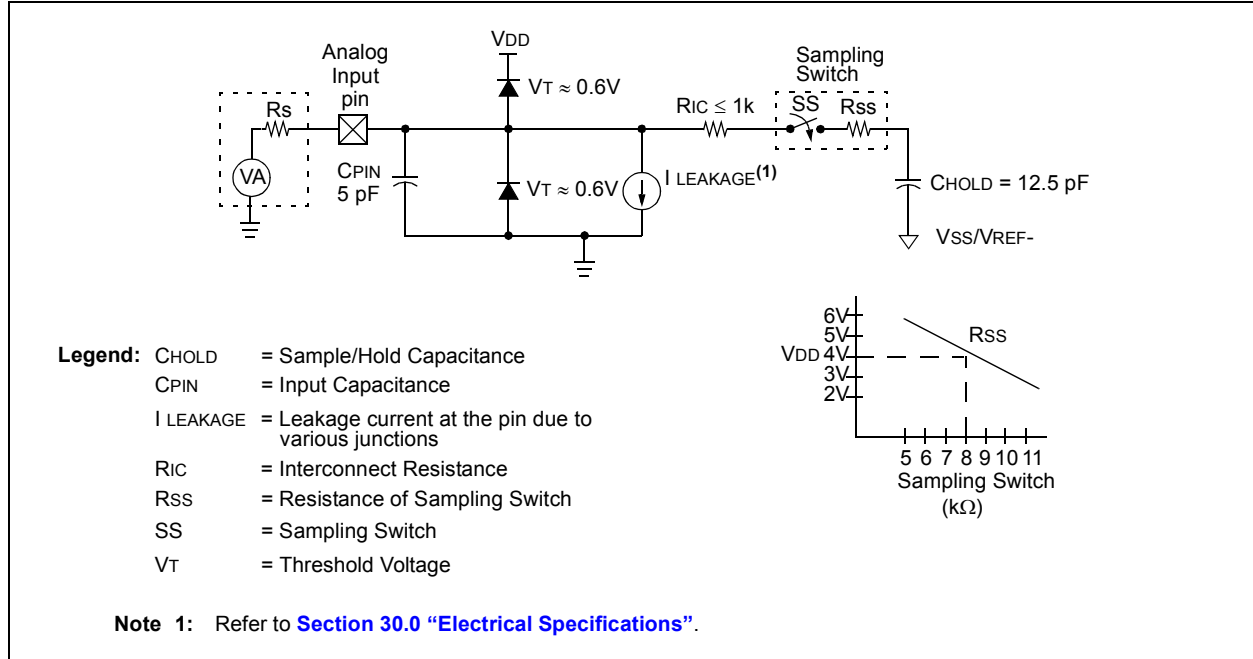 VDD
Analog
Input
pin
Sampling
Switch
VT ≈ 0.6V
Rs
RIC ≤ 1k
SS
Rss
VA
CPIN
5 pF
VT ≈ 0.6V
I LEAKAGE(1)
CHOLD = 12.5 pF
VSS/VREF-
6V
5V
VDD 4V
3V
2V
RSS
5 6 7 8 9 10 11
Sampling Switch
(kΩ)
Legend: CHOLD = Sample/Hold Capacitance
CPIN = Input Capacitance
I LEAKAGE = Leakage current at the pin due to
various junctions
RIC = Interconnect Resistance
RSS = Resistance of Sampling Switch
SS = Sampling Switch
VT = Threshold Voltage
Note 1: Refer to Section 30.0 “Electrical Specifications”.